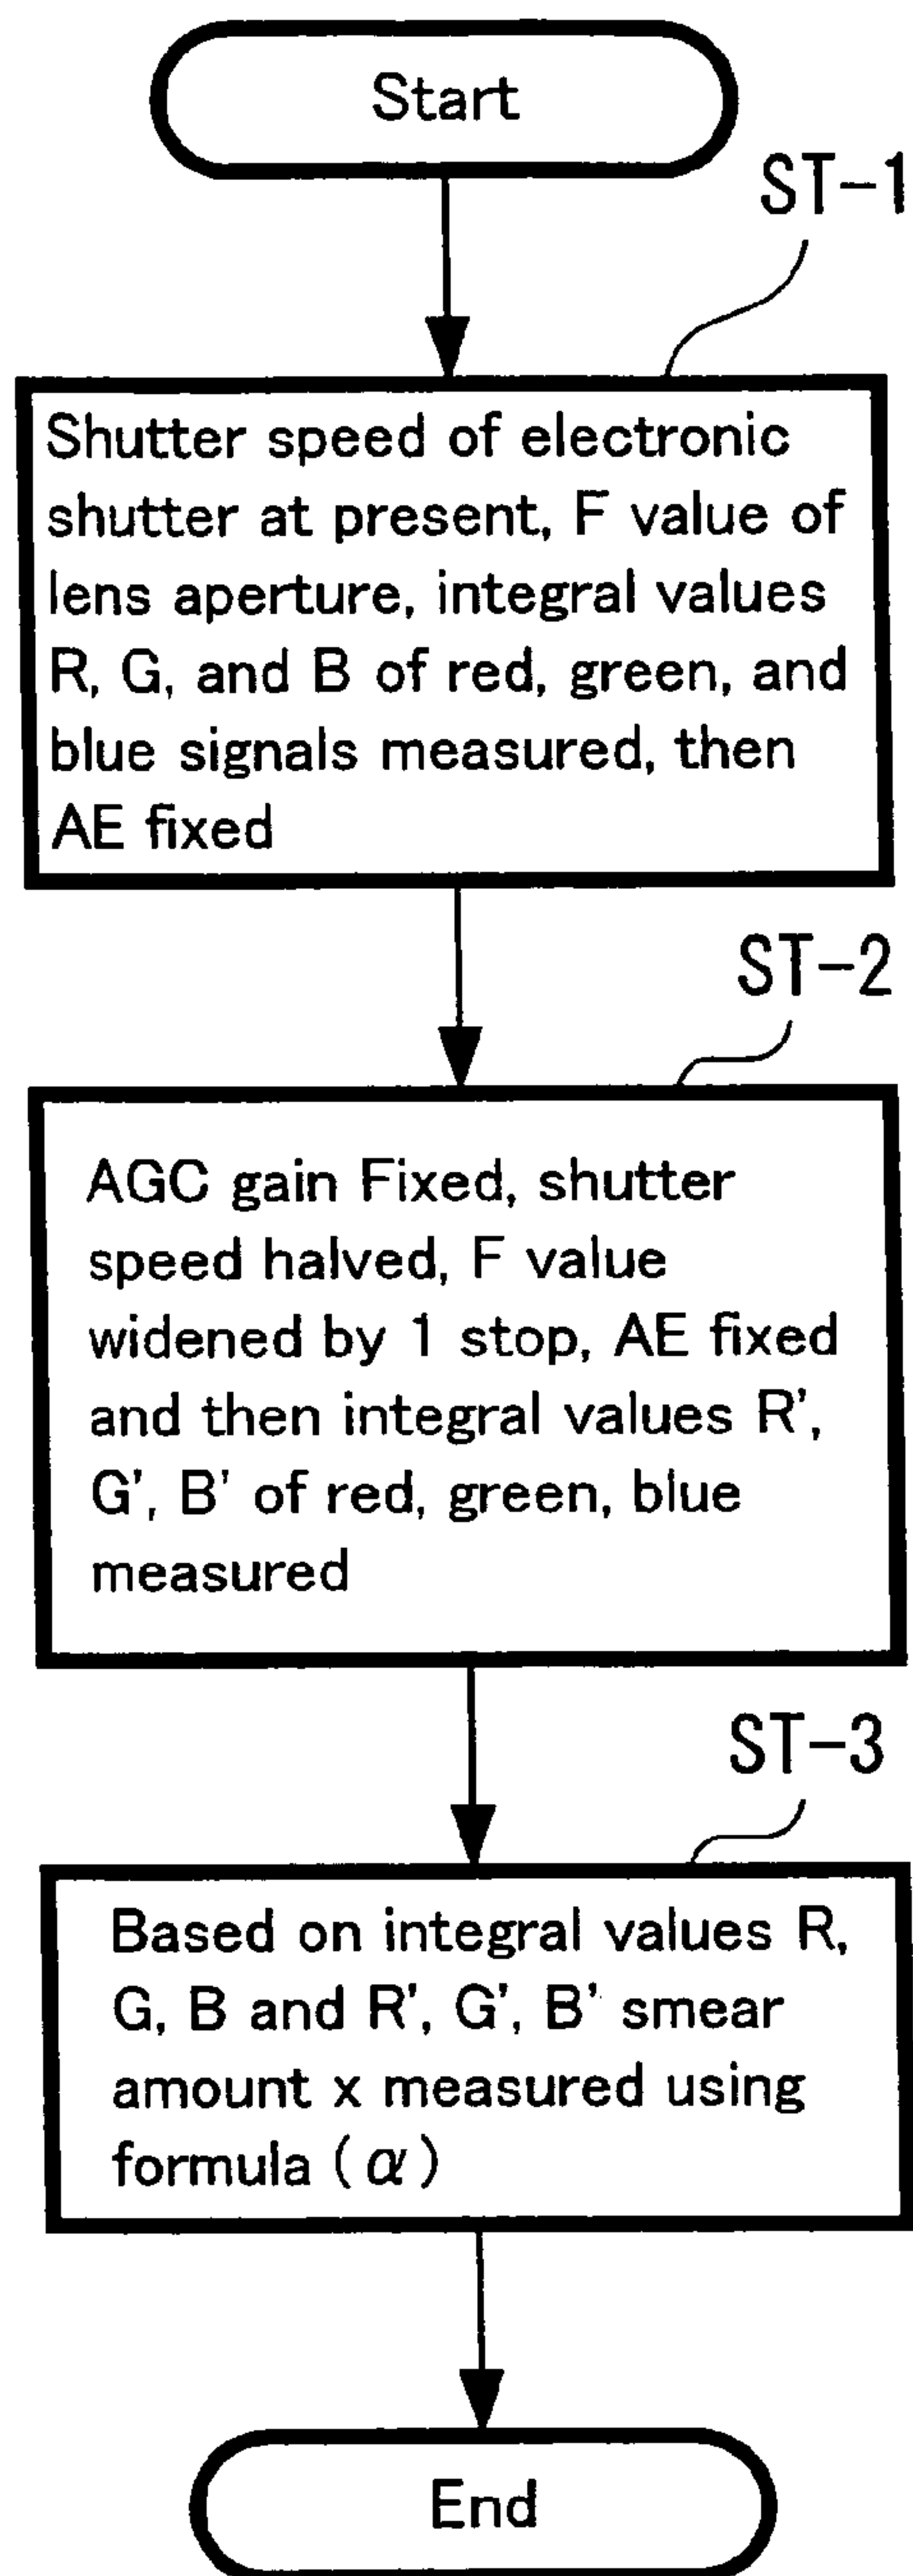 Start
ST-1
Shutter speed of electronic
shutter at present, F value of
lens aperture, integral values
R, G, and B of red, green, and
blue signals measured, then
AE fixed
ST-2
AGC gain Fixed, shutter
speed halved, F value
widened by 1 stop, AE fixed
and then integral values R',
G', B' of red, green, blue
measured
ST-3
Based on integral values R,
G, B and R', G', B' smear
amount x measured using
formula (α)
End